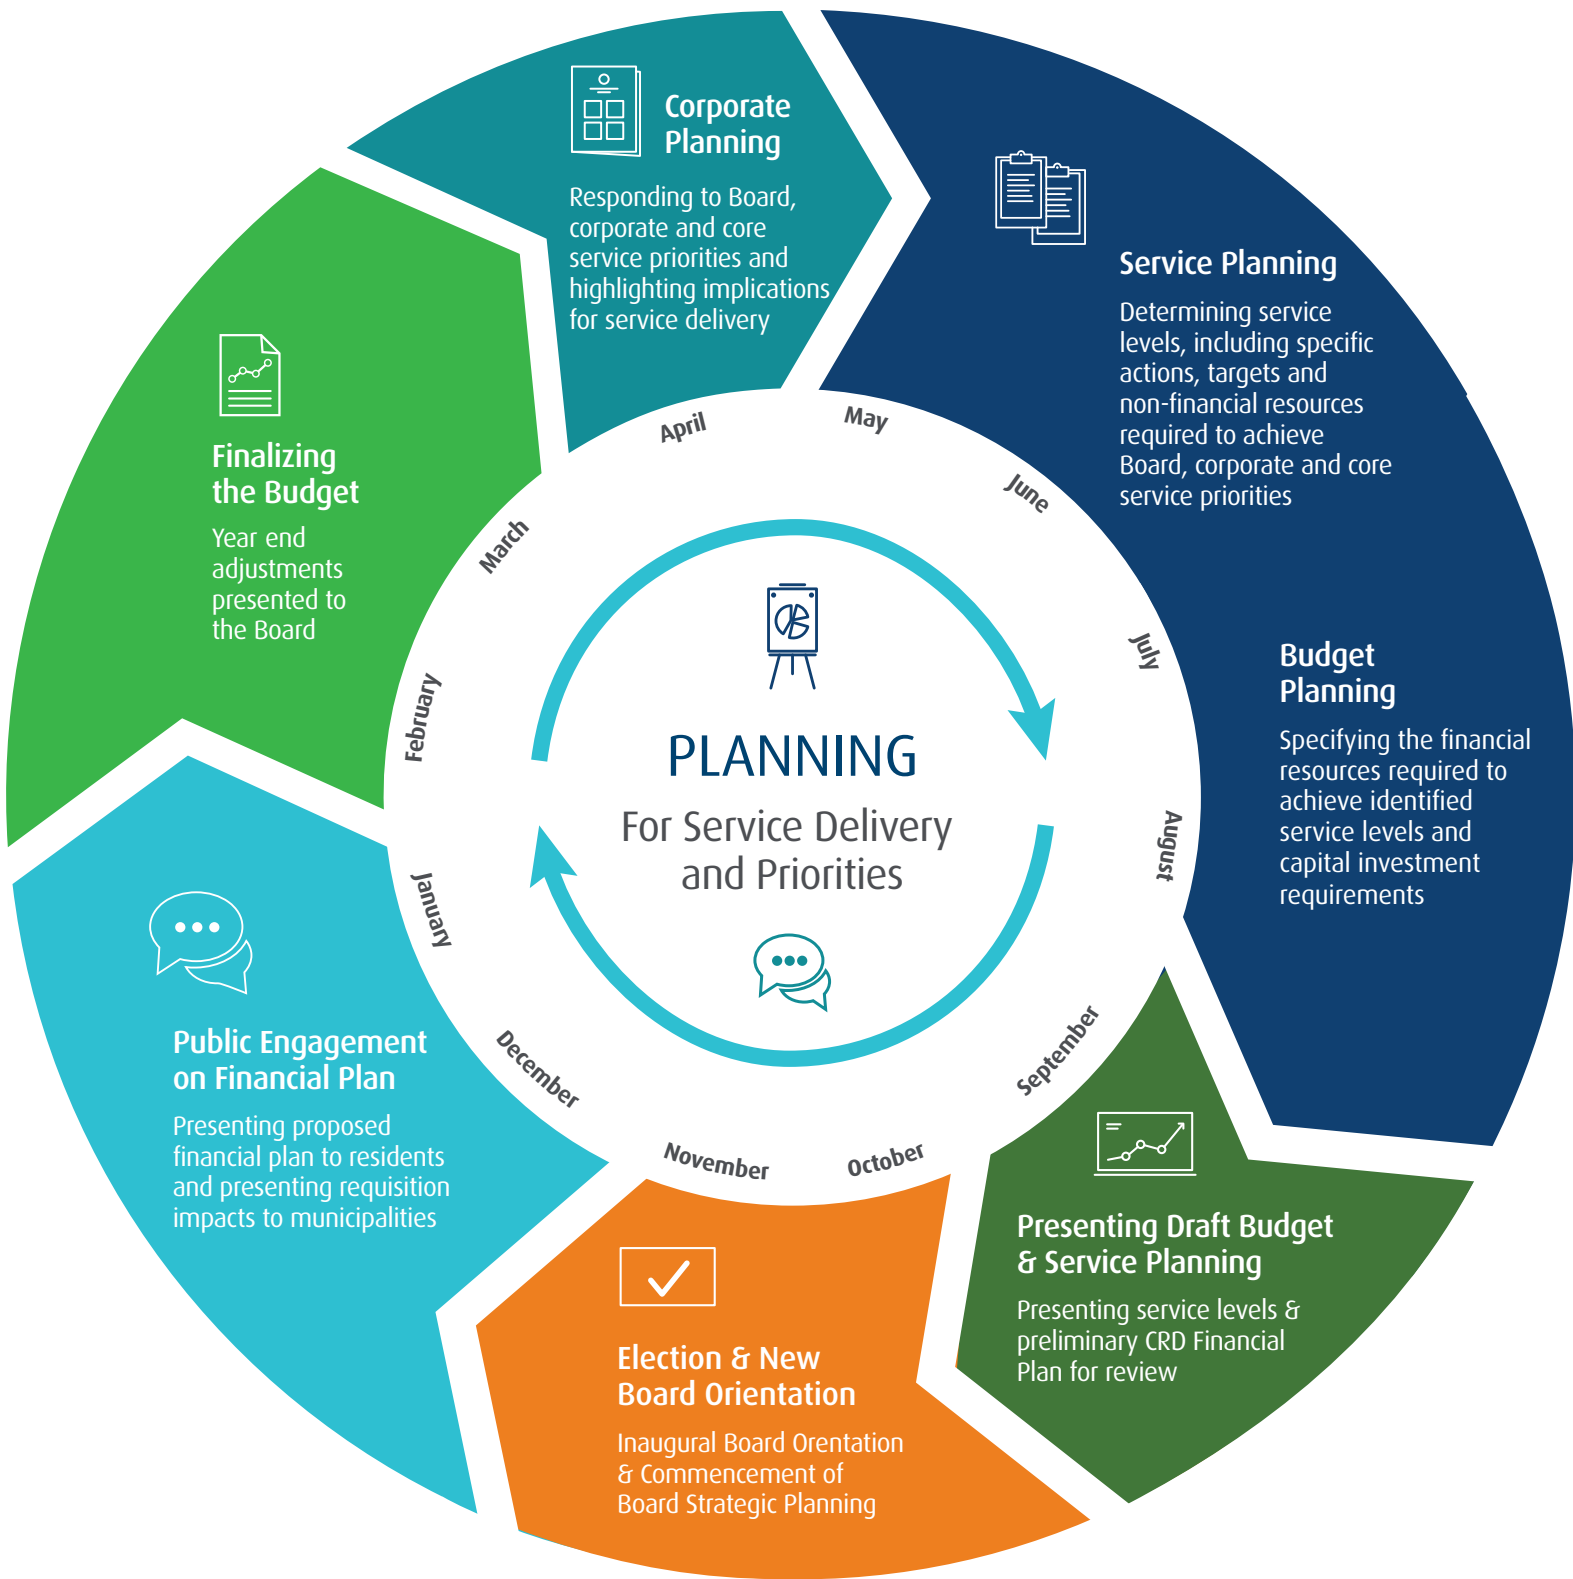 Corporate
Planning
Responding to Board,
corporate and core
service priorities and
highlighting implications
for service delivery
Service Planning
Determining service
levels, including specific
actions, targets and
non-financial resources
required to achieve
Board, corporate and core
service priorities
Budget
Planning
Specifying the financial
resources required to
achieve identified
service levels and
capital investment
requirements
Presenting Draft Budget
& Service Planning
Presenting service levels &
preliminary CRD Financial
Plan for review
Election & New
Board Orientation
Inaugural Board Orentation
& Commencement of
Board Strategic Planning
Public Engagement
on Financial Plan
Presenting proposed
financial plan to residents
and presenting requisition
impacts to municipalities
Finalizing
the Budget
Year end
adjustments
presented to
the Board
January
February
March
April
May
June
July
August
September
October
November
December
PLANNING
For Service Delivery
and Priorities